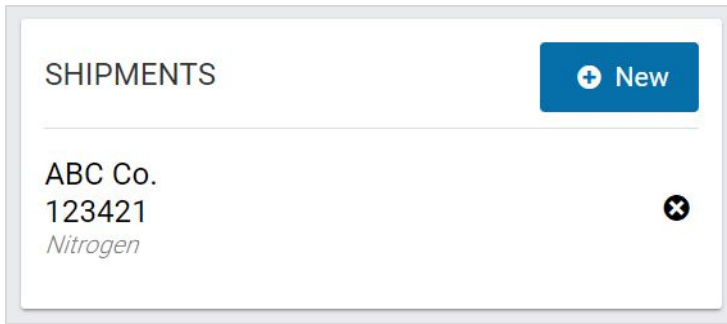 SHIPMENTS
New
ABC Co.
123421
Nitrogen